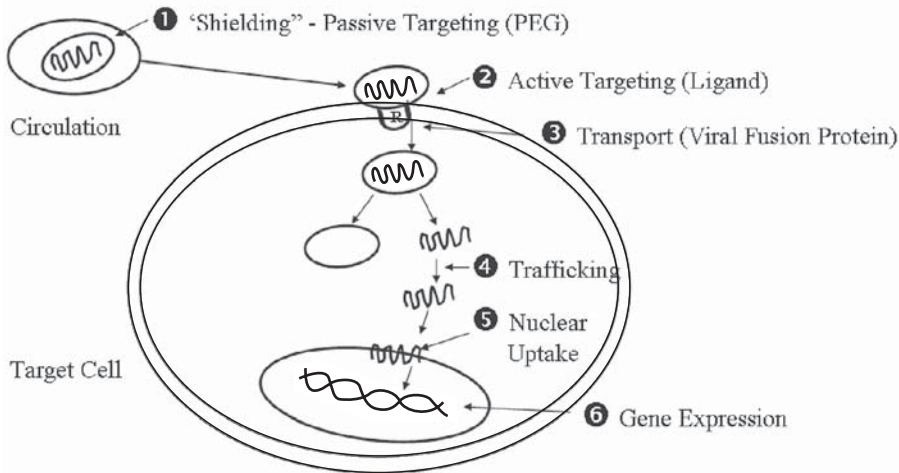 ❶ ‘Shielding” - Passive Targeting (PEG)
❷ Active Targeting (Ligand)
Circulation
R
❸ Transport (Viral Fusion Protein)
❹ Trafficking
❺ Nuclear
Uptake
Target Cell
❻ Gene Expression